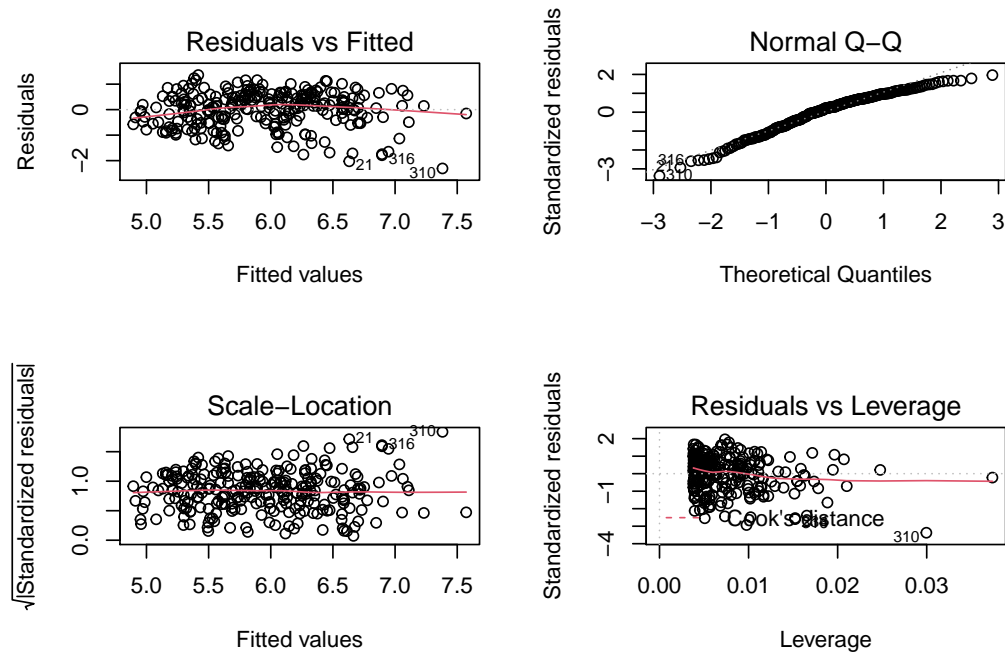 Residuals vs Fitted
Residuals
0
−2
21
316
310
5.0 5.5 6.0 6.5 7.0 7.5
Fitted values
Normal Q−Q
Standardized residuals
2
0
−3
316
21
310
−3 −2 −1 0 1 2 3
Theoretical Quantiles
Scale−Location
√|Standardized residuals|
1.0
0.0
21
316
310
5.0 5.5 6.0 6.5 7.0 7.5
Fitted values
Residuals vs Leverage
Standardized residuals
2
−1
−4
Cook's distance
310
0.00 0.01 0.02 0.03
Leverage